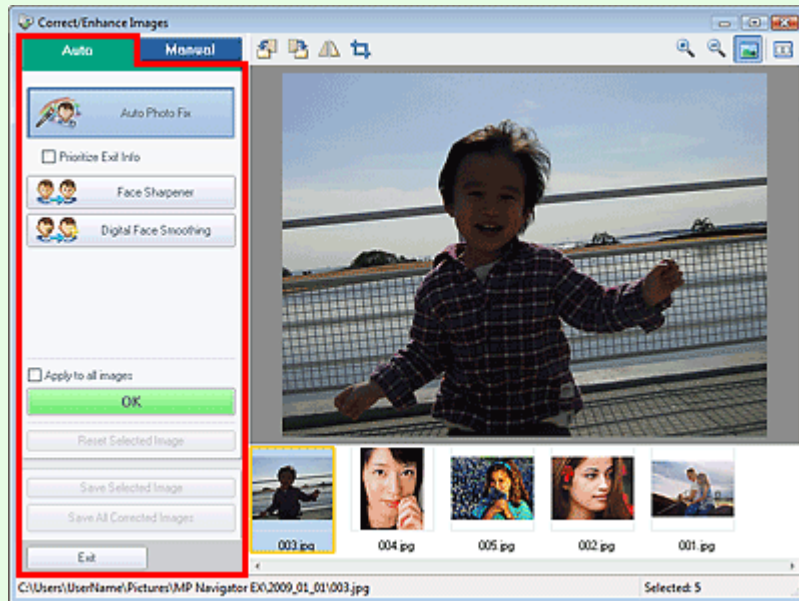 Correct/Enhance Images
Auto
Manual
Auto Photo Fix
Prioritize Exif Info
Face Sharpener
Digital Face Smoothing
Apply to all images
OK
Reset Selected Image
Save Selected Image
Save All Corrected Images
Exit
003.jpg
004.jpg
005.jpg
002.jpg
001.jpg
C:\Users\UserName\Pictures\MP Navigator EX\2009_01_01\003.jpg
Selected: 5